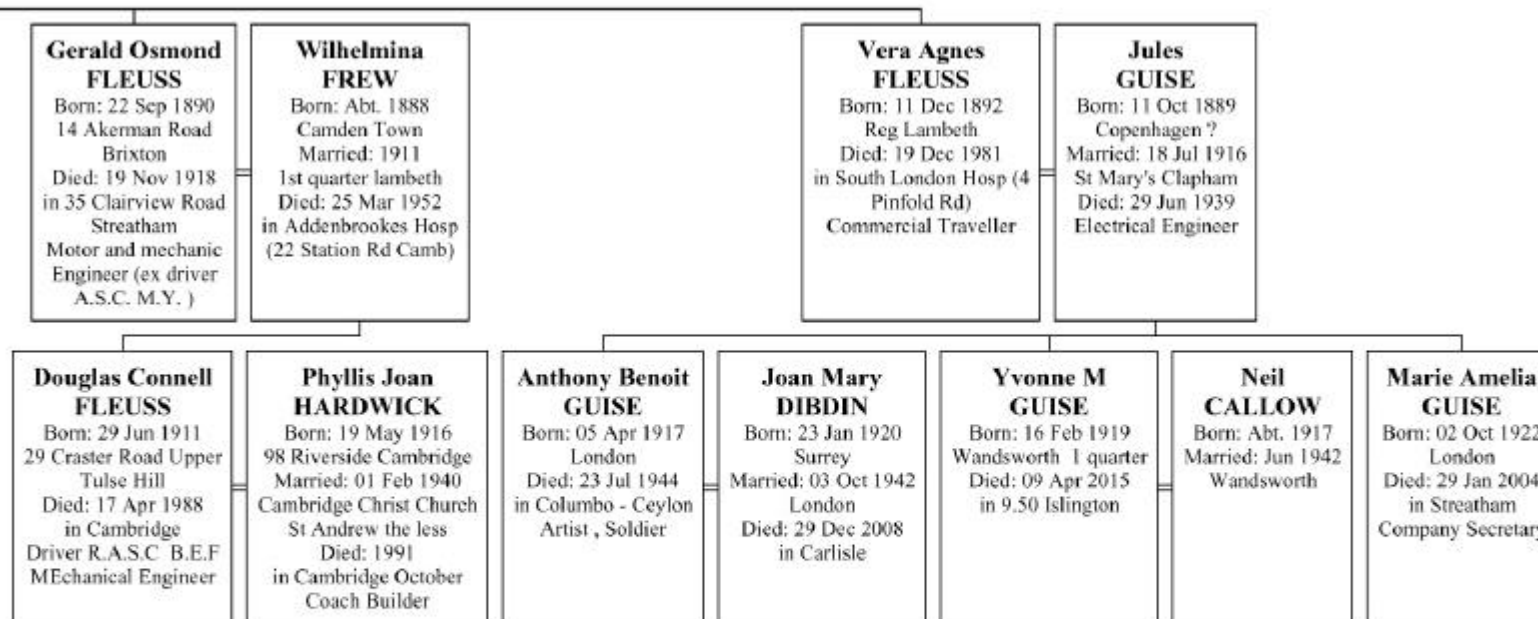 Gerald Osmond
FLEUSS
Born: 22 Sep 1890
14 Akerman Road
Brixton
Died: 19 Nov 1918
in 35 Clairview Road
Streatham
Motor and mechanic
Engineer (ex driver
A.S.C. M.Y. )
Wilhelmina
FREW
Born: Abt. 1888
Camden Town
Married: 1911
1st quarter lambeth
Died: 25 Mar 1952
in Addenbrookes Hosp
(22 Station Rd Camb)
Vera Agnes
FLEUSS
Born: 11 Dec 1892
Reg Lambeth
Died: 19 Dec 1981
in South London Hosp (4
Pinfold Rd)
Commercial Traveller
Jules
GUISE
Born: 11 Oct 1889
Copenhagen ?
Married: 18 Jul 1916
St Mary's Clapham
Died: 29 Jun 1939
Electrical Engineer
Douglas Connell
FLEUSS
Born: 29 Jun 1911
29 Craster Road Upper
Tulse Hill
Died: 17 Apr 1988
in Cambridge
Driver R.A.S.C B.E.F
MEchanical Engineer
Phyllis Joan
HARDWICK
Born: 19 May 1916
98 Riverside Cambridge
Married: 01 Feb 1940
Cambridge Christ Church
St Andrew the less
Died: 1991
in Cambridge October
Coach Builder
Anthony Benoit
GUISE
Born: 05 Apr 1917
London
Died: 23 Jul 1944
in Columbo - Ceylon
Artist , Soldier
Joan Mary
DIBDIN
Born: 23 Jan 1920
Surrey
Married: 03 Oct 1942
London
Died: 29 Dec 2008
in Carlisle
Yvonne M
GUISE
Born: 16 Feb 1919
Wandsworth 1 quarter
Died: 09 Apr 2015
in 9.50 Islington
Neil
CALLOW
Born: Abt. 1917
Married: Jun 1942
Wandsworth
Marie Amelia
GUISE
Born: 02 Oct 1922
London
Died: 29 Jan 2004
in Streatham
Company Secretary